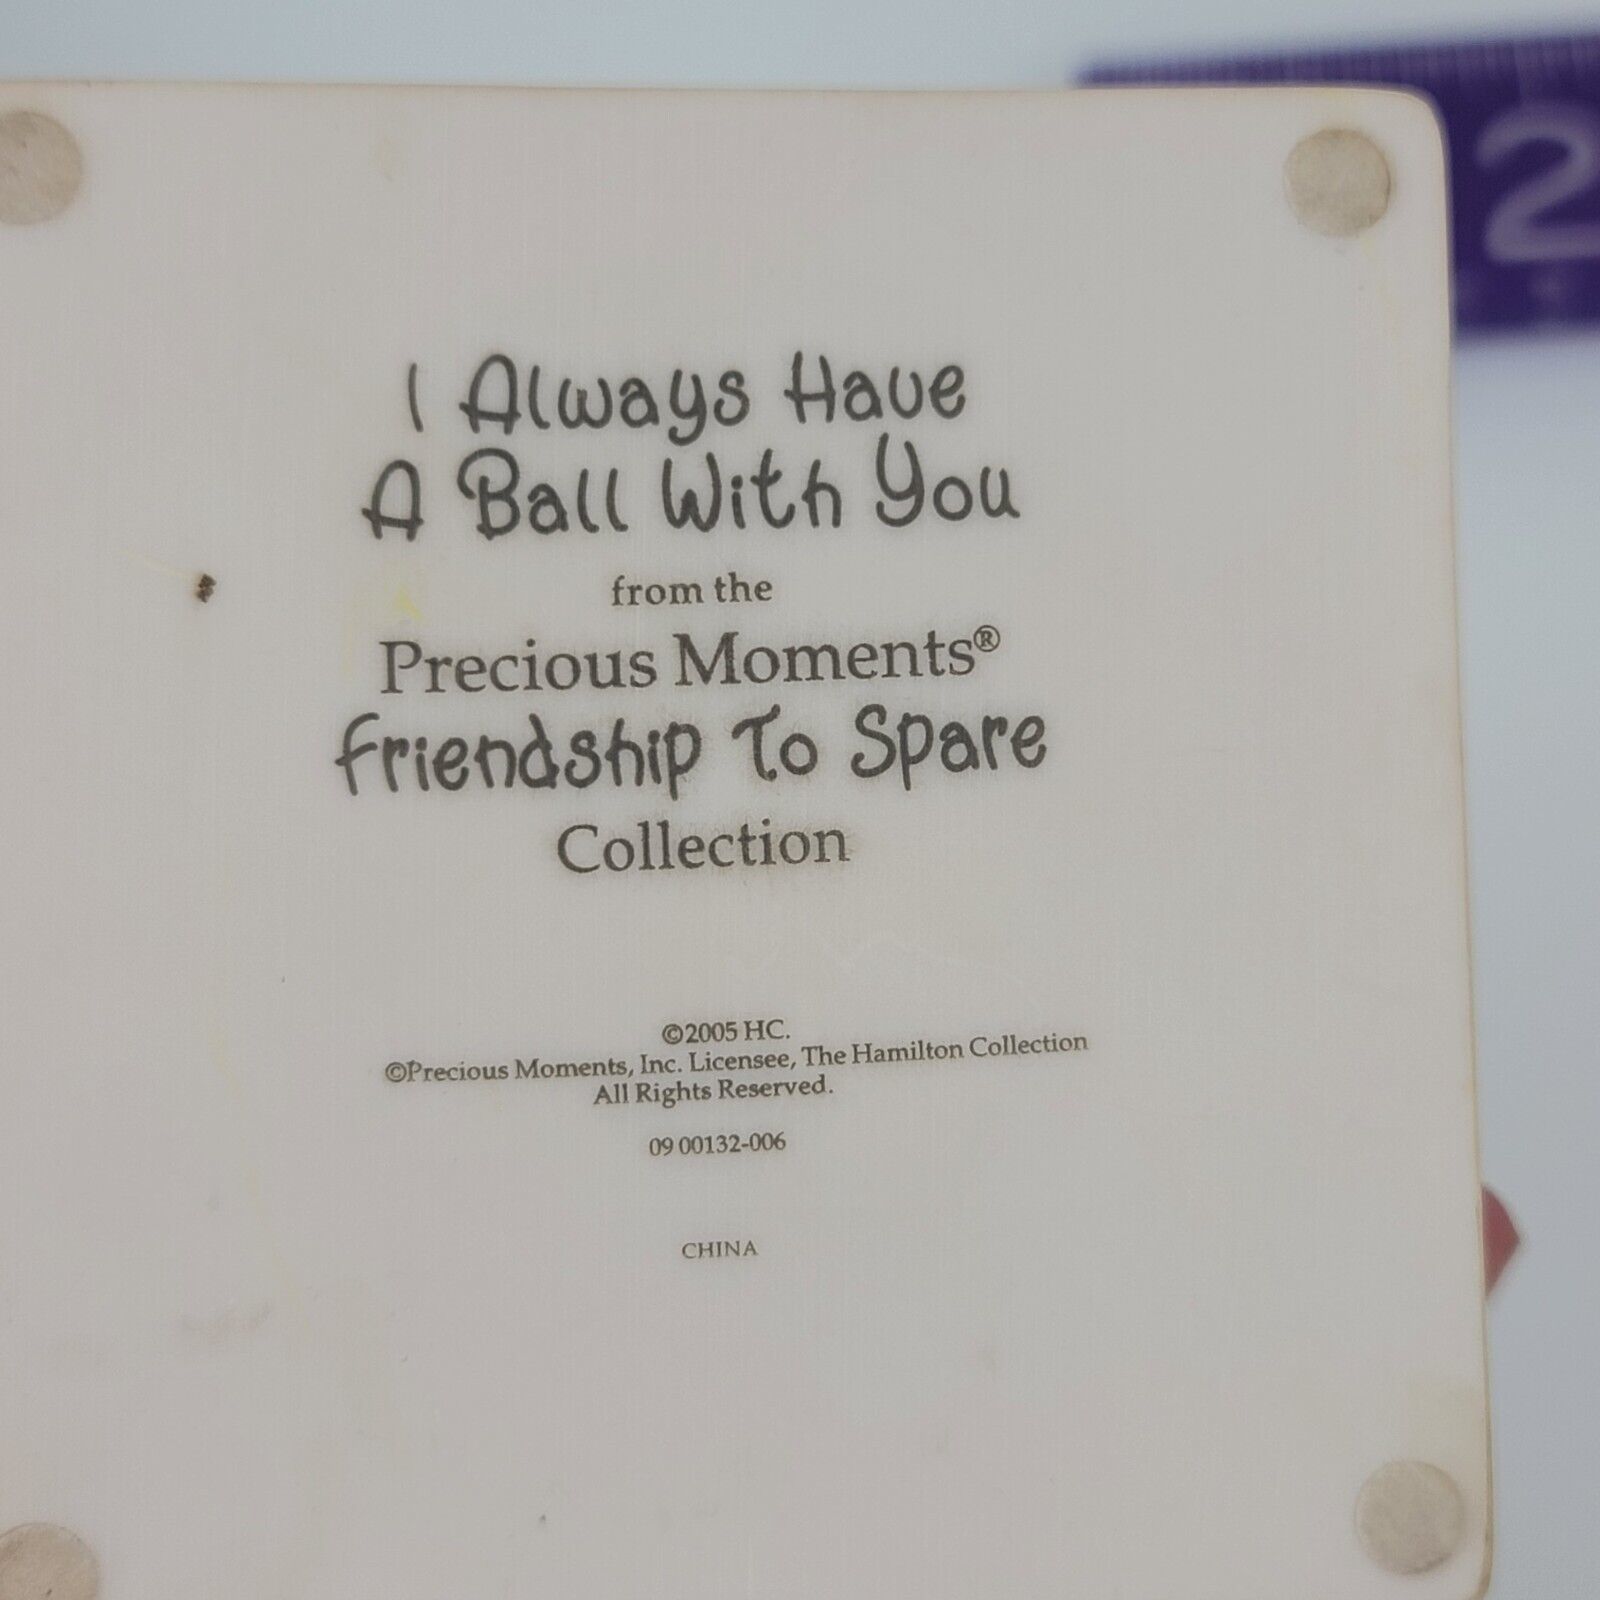 2
I Always Have
A Ball With You
from the
Precious Moments®
Friendship To Spare
Collection
©2005 HC.
©Precious Moments, Inc. Licensee, The Hamilton Collection
All Rights Reserved.
09 00132-006
CHINA